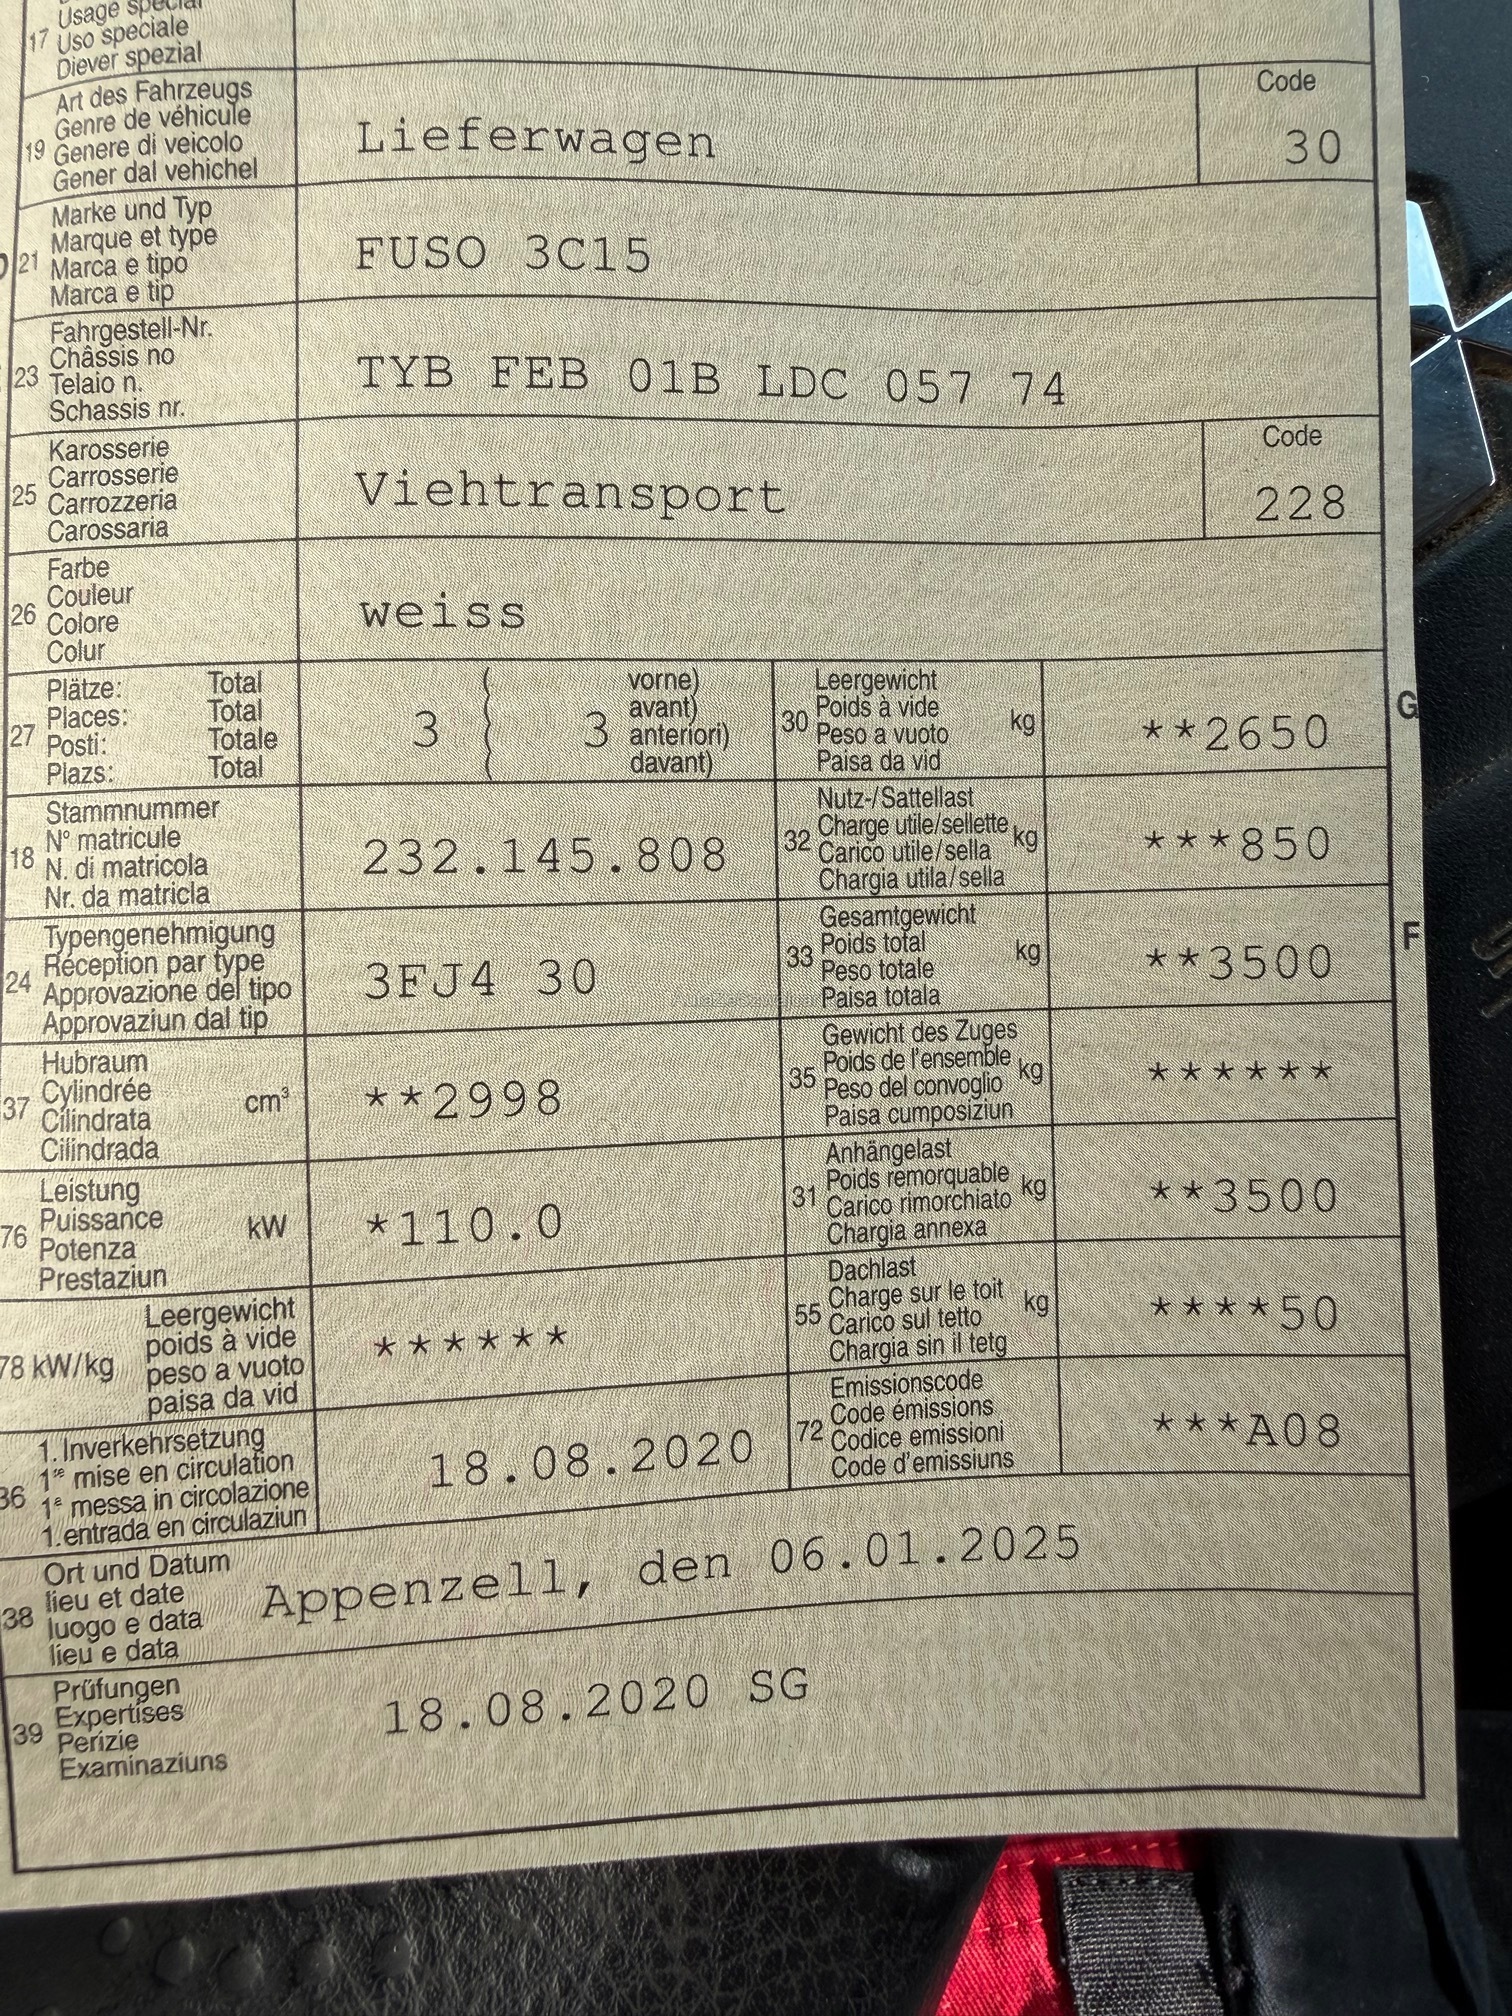 Usage special
17 Uso speciale
Diever spezial
Art des Fahrzeugs
Genre de véhicule
19 Genere di veicolo
Gener dal vehichel
Lieferwagen
Code
30
Marke und Typ
Marque et type
21 Marca e tipo
Marca e tip
FUSO 3C15
Fahrgestell-Nr.
Châssis no
23 Telaio n.
Schassis nr.
TYB FEB 01B LDC 057 74
Karosserie
Carrosserie
25 Carrozzeria
Carossaria
Viehtransport
Code
228
Farbe
Couleur
26 Colore
Colur
weiss
Plätze: Total
Places: Total
27 Posti: Totale
Plazs: Total
3 3
vorne)
avant)
anteriori)
davant)
Leergewicht
Poids à vide
30 Peso a vuoto kg
Paisa da vid
**2650
G
Stammnummer
N° matricule
18 N. di matricola
Nr. da matricla
232.145.808
Nutz-/Sattellast
Charge utile/sellette
32 Carico utile/sella kg
Chargia utila/sella
***850
Typengenehmigung
Réception par type
24 Approvazione del tipo
Approvaziun dal tip
3FJ4 30
Gesamtgewicht
Poids total
33 Peso totale kg
Paisa totala
**3500
F
Hubraum
Cylindrée
37 Cilindrata cm³
Cilindrada
**2998
Gewicht des Zuges
Poids de l'ensemble
35 Peso del convoglio kg
Paisa cumposiziun
******
Leistung
Puissance
76 Potenza kW
Prestaziun
*110.0
Anhängelast
Poids remorquable
31 Carico rimorchiato kg
Chargia annexa
**3500
Leergewicht
poids à vide
78 kW/kg peso a vuoto
paisa da vid
******
Dachlast
Charge sur le toit
55 Carico sul tetto kg
Chargia sin il tetg
****50
1. Inverkehrsetzung
1re mise en circulation
36 1a messa in circolazione
1. entrada en circulaziun
18.08.2020
Emissionscode
Code émissions
72 Codice emissioni
Code d'emissiuns
***A08
Ort und Datum
lieu et date
38 luogo e data
lieu e data
Appenzell, den 06.01.2025
Prüfungen
Expertises
39 Perizie
Examinaziuns
18.08.2020 SG